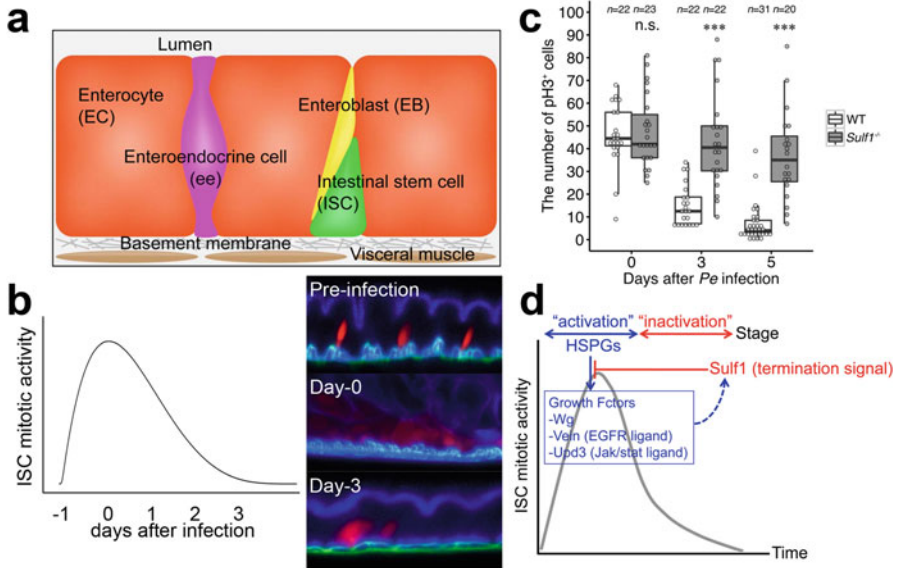 a
Lumen
Enterocyte
(EC)
Enteroblast (EB)
Enteroendocrine cell
(ee)
Intestinal stem cell
(ISC)
Basement membrane
Visceral muscle
b
ISC mitotic activity
-1 0 1 2 3
days after infection
Pre-infection
Day-0
Day-3
c
The number of pH3⁺ cells
100
90
80
70
60
50
40
30
20
10
0
n=22 n=23
n.s.
n=22 n=22
***
n=31 n=20
***
0 3 5
Days after Pe infection
WT
Sulf1⁻/⁻
d
"activation" "inactivation" Stage
HSPGs
Sulf1 (termination signal)
Growth Fctors
-Wg
-Vein (EGFR ligand)
-Upd3 (Jak/stat ligand)
ISC mitotic activity
Time